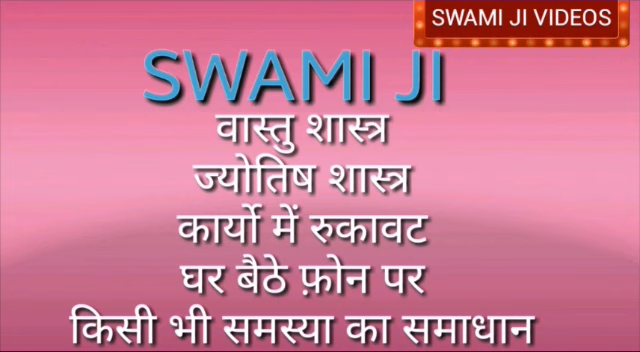 SWAMI JI VIDEOS
SWAMI JI
वास्तु शास्त्र
ज्योतिष शास्त्र
कार्यो में रुकावट
घर बैठे फ़ोन पर
किसी भी समस्या का समाधान